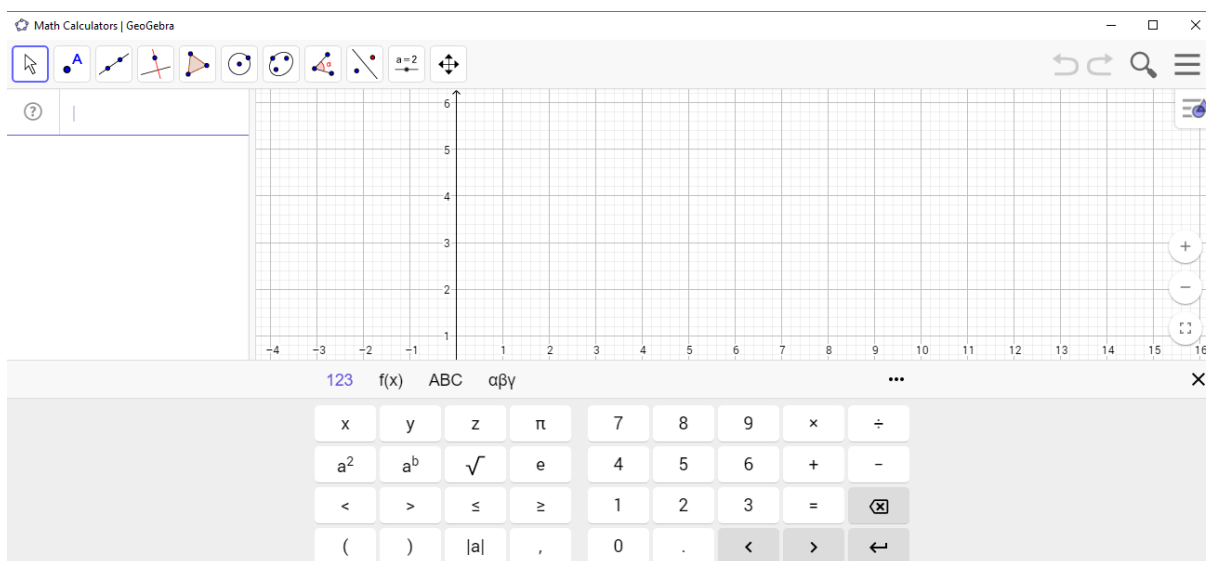 Math Calculators | GeoGebra
A α a = 2
?
6
5
4
3
2
1
−4 −3 −2 −1 1 2 3 4 5 6 7 8 9 10 11 12 13 14 15 16
+
−
123 f(x) ABC αβγ ...
x y z π 7 8 9 × ÷
a² aᵇ √ e 4 5 6 + −
< > ≤ ≥ 1 2 3 =
( ) |a| , 0 . < >